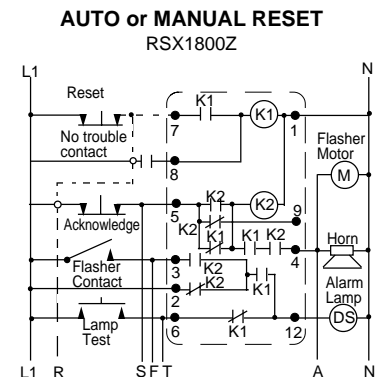 AUTO or MANUAL RESET
RSX1800Z
L1 N
Reset
K1
K1
7 1
No trouble
contact
Flasher
Motor
8
M
K2
K2
5 9
Acknowledge
K2
K1
K1 K2
Horn
3 4
K2
Flasher
Contact
K1
Alarm
Lamp
2
K2
DS
Lamp
Test
6 12
K1
L1 R S F T A N